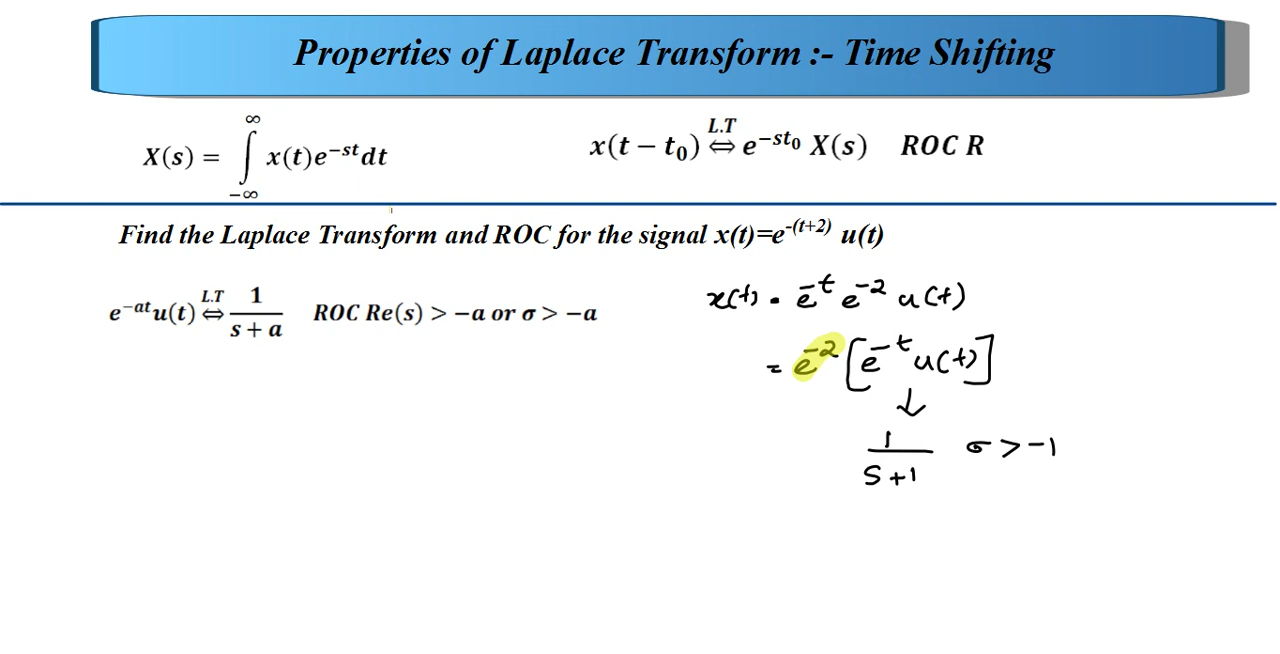 Properties of Laplace Transform :- Time Shifting
X(s) = ∫_{-∞}^{∞} x(t)e^{-st}dt
x(t − t₀) ⇔^{L.T} e^{-st₀} X(s) ROC R
Find the Laplace Transform and ROC for the signal x(t)=e^{-(t+2)} u(t)
e^{-at}u(t) ⇔^{L.T} 1/(s + a) ROC Re(s) > −a or σ > −a
x(t) = e^{-t} e^{-2} u(t)
= e^{-2} [e^{-t} u(t)]
↓
1/(s+1) σ > -1